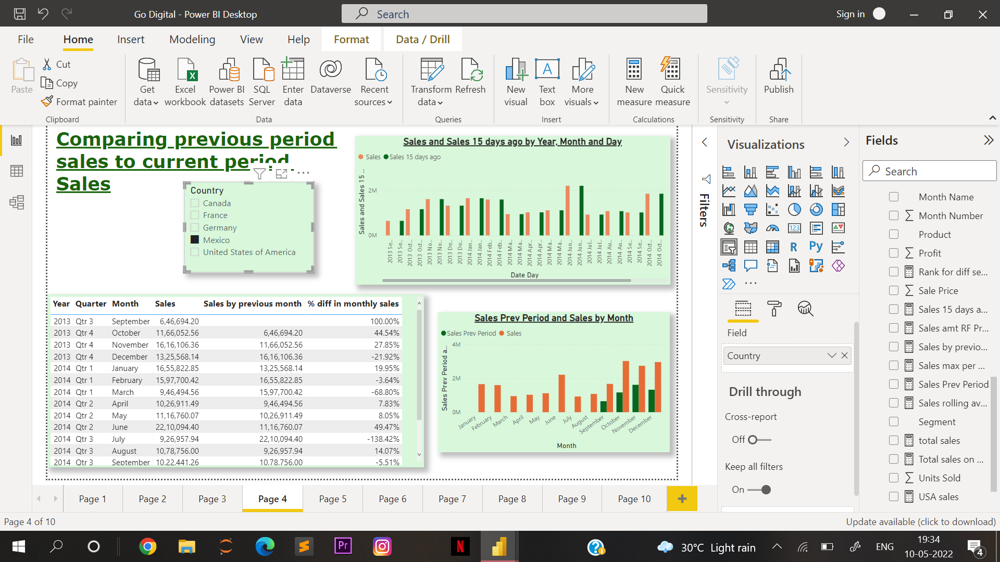 Go Digital - Power BI Desktop
Search
Sign in
File Home Insert Modeling View Help Format Data / Drill
Paste
Cut
Copy
Format painter
Clipboard
Get data
Excel workbook
Power BI datasets
SQL Server
Enter data
Dataverse
Recent sources
Data
Transform data
Refresh
Queries
New visual
Text box
More visuals
Insert
New measure
Quick measure
Calculations
Sensitivity
Sensitivity
Publish
Share
Comparing previous period
sales to current period.
Sales
Country
Canada
France
Germany
Mexico
United States of America
Sales and Sales 15 days ago by Year, Month and Day
Sales Sales 15 days ago
Sales and Sales 15 ...
2M
0M
2013 Se... 2013 Se... 2013 Oct... 2013 Oct... 2013 No... 2013 No... 2013 De... 2013 De... 2014 Jan... 2014 Jan... 2014 Feb... 2014 Feb... 2014 Ma... 2014 Ma... 2014 Apr... 2014 Apr... 2014 Ma... 2014 Ma... 2014 Jun... 2014 Jun... 2014 Jul... 2014 Jul... 2014 Au... 2014 Au... 2014 Se... 2014 Se... 2014 Oct... 2014 Oct...
Date Day
Year Quarter Month Sales Sales by previous month % diff in monthly sales
2013 Qtr 3 September 6,46,694.20 100.00%
2013 Qtr 4 October 11,66,052.56 6,46,694.20 44.54%
2013 Qtr 4 November 16,16,106.36 11,66,052.56 27.85%
2013 Qtr 4 December 13,25,568.14 16,16,106.36 -21.92%
2014 Qtr 1 January 16,55,822.85 13,25,568.14 19.95%
2014 Qtr 1 February 15,97,700.42 16,55,822.85 -3.64%
2014 Qtr 1 March 9,46,494.56 15,97,700.42 -68.80%
2014 Qtr 2 April 10,26,911.49 9,46,494.56 7.83%
2014 Qtr 2 May 11,16,760.07 10,26,911.49 8.05%
2014 Qtr 2 June 22,10,094.40 11,16,760.07 49.47%
2014 Qtr 3 July 9,26,957.94 22,10,094.40 -138.42%
2014 Qtr 3 August 10,78,756.00 9,26,957.94 14.07%
2014 Qtr 3 September 10,22,441.26 10,78,756.00 -5.51%
Sales Prev Period and Sales by Month
Sales Prev Period Sales
Sales Prev Period a...
4M
2M
0M
January February March April May June July August September October November December
Month
Filters
Visualizations
123
R
Py
Field
Country
Drill through
Cross-report
Off
Keep all filters
On
Fields
Search
Month Name
Month Number
Product
Profit
Rank for diff se...
Sale Price
Sales 15 days a...
Sales amt RF Pr...
Sales by previo...
Sales max per ...
Sales Prev Period
Sales rolling av...
Segment
total sales
Total sales on ...
Units Sold
USA sales
Page 1 Page 2 Page 3 Page 4 Page 5 Page 6 Page 7 Page 8 Page 9 Page 10
Page 4 of 10
Update available (click to download)
Pr
N
30°C Light rain
ENG
19:34
10-05-2022
4